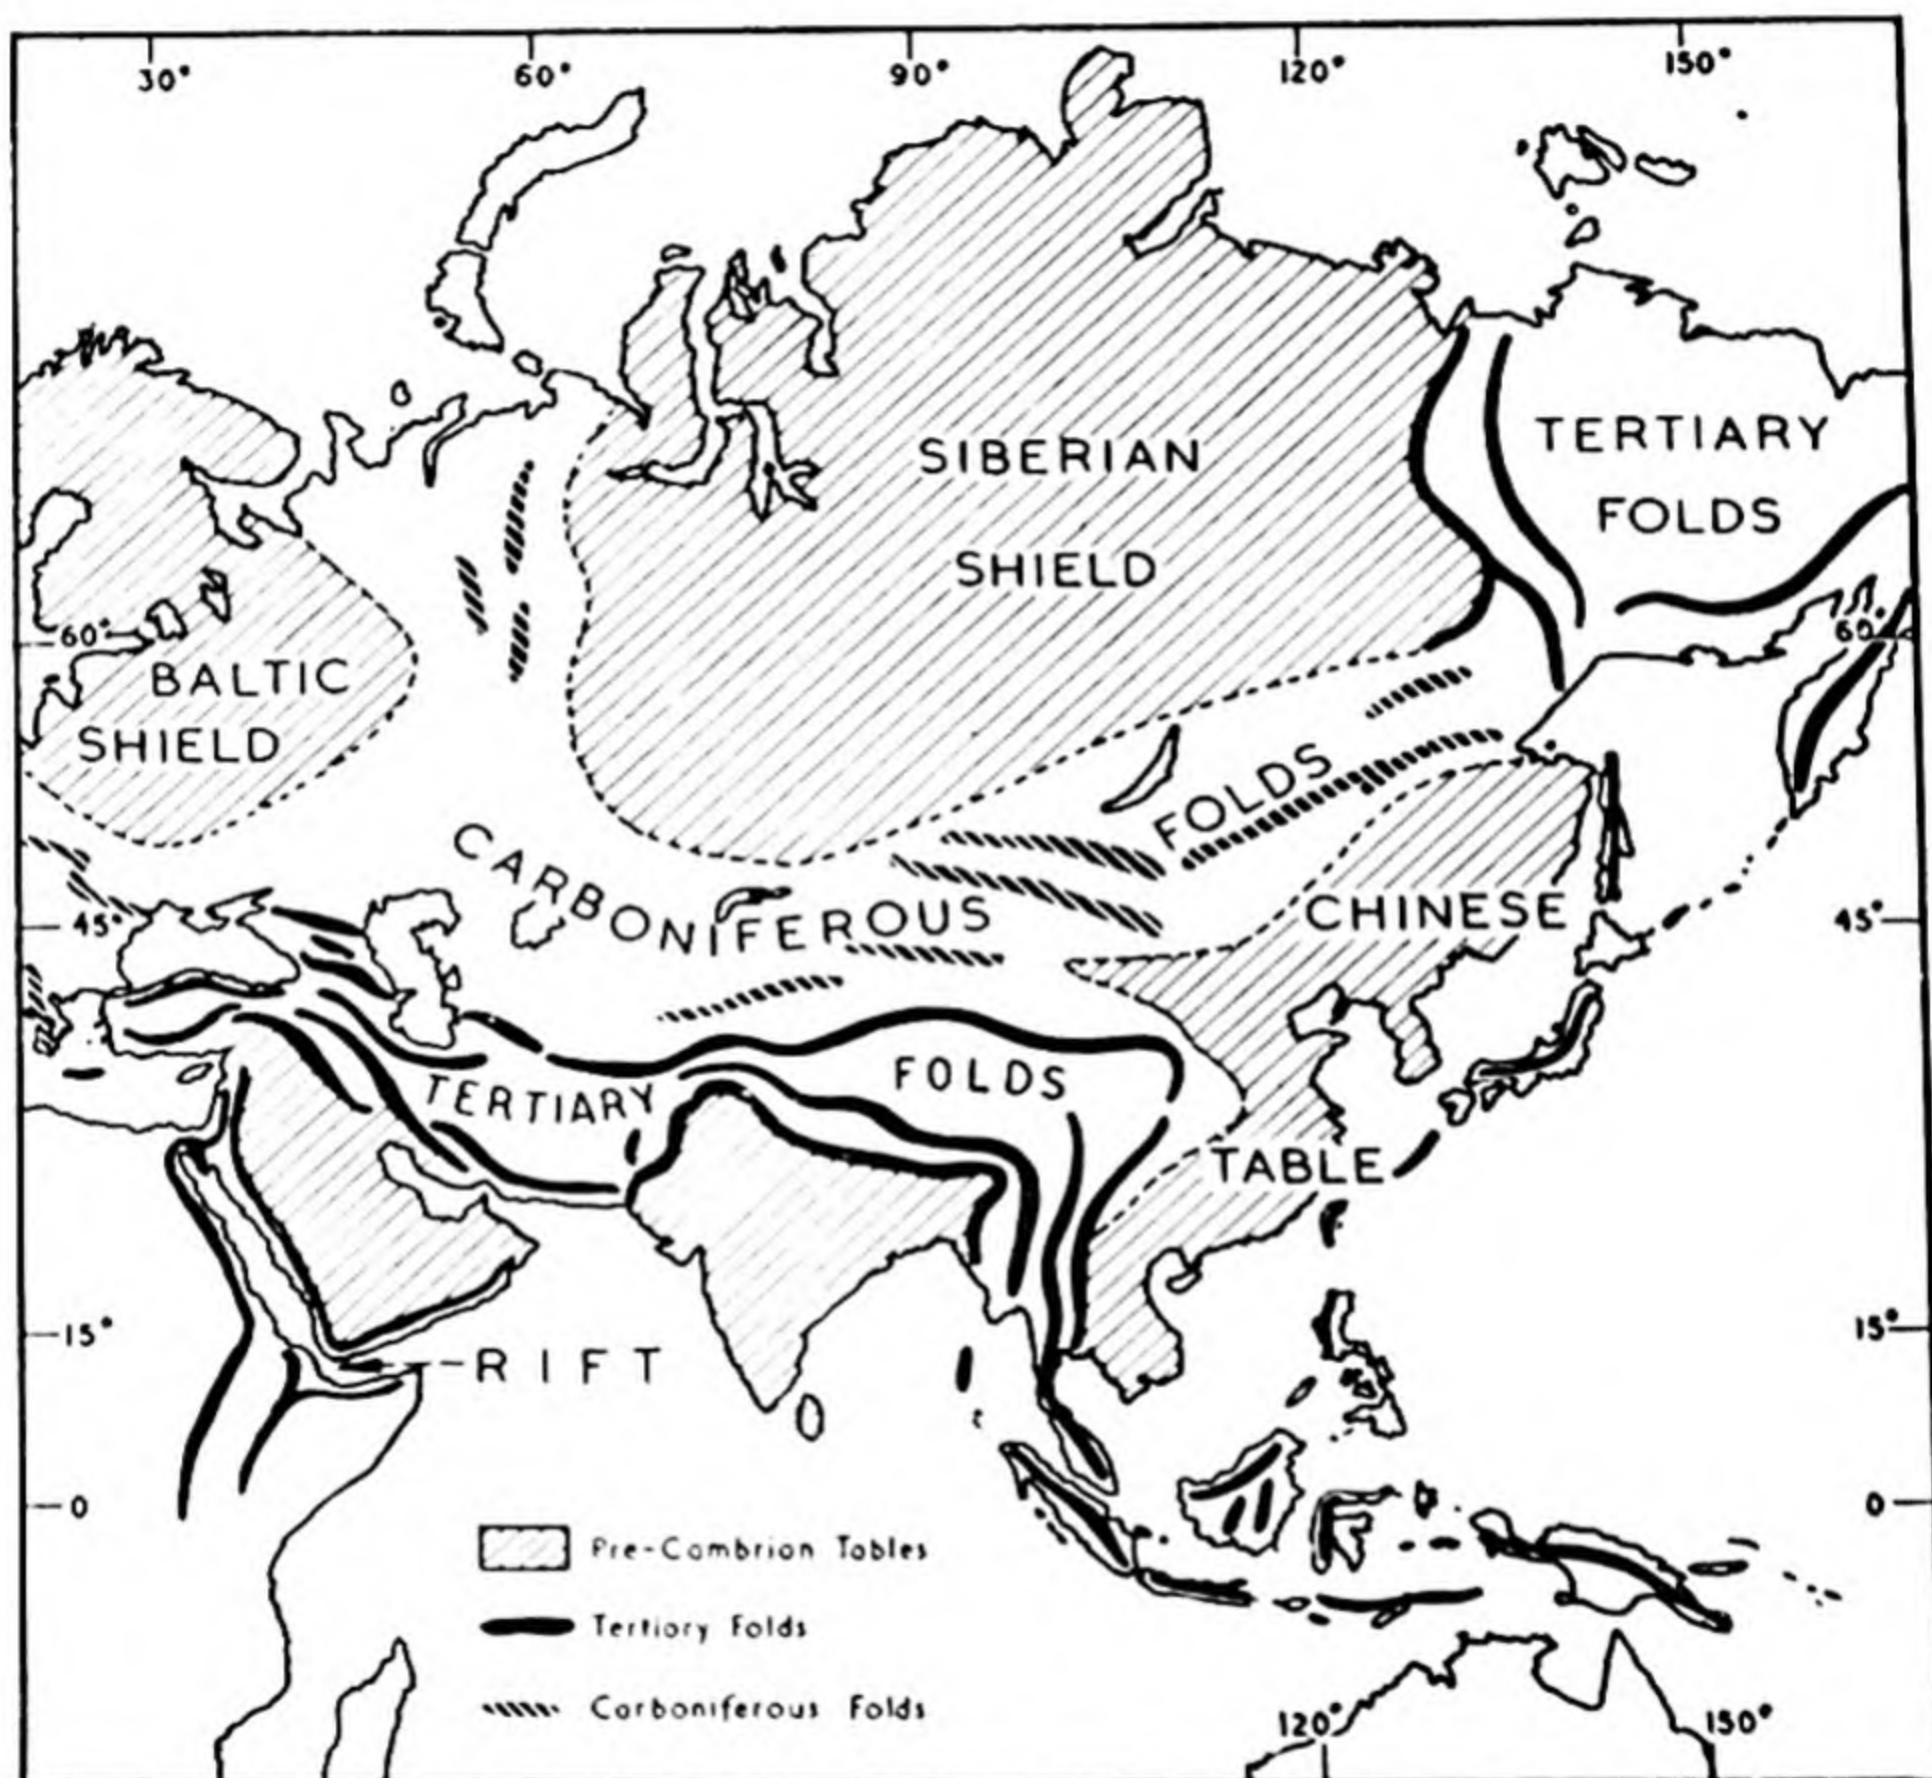 30° 60° 90° 120° 150°
SIBERIAN
SHIELD
TERTIARY
FOLDS
60° 60°
BALTIC
SHIELD
CARBONIFEROUS FOLDS
45° 45°
CHINESE
TABLE
TERTIARY FOLDS
15° 15°
RIFT
0 0
Pre-Cambrian Tables
Tertiary Folds
Carboniferous Folds
120° 150°